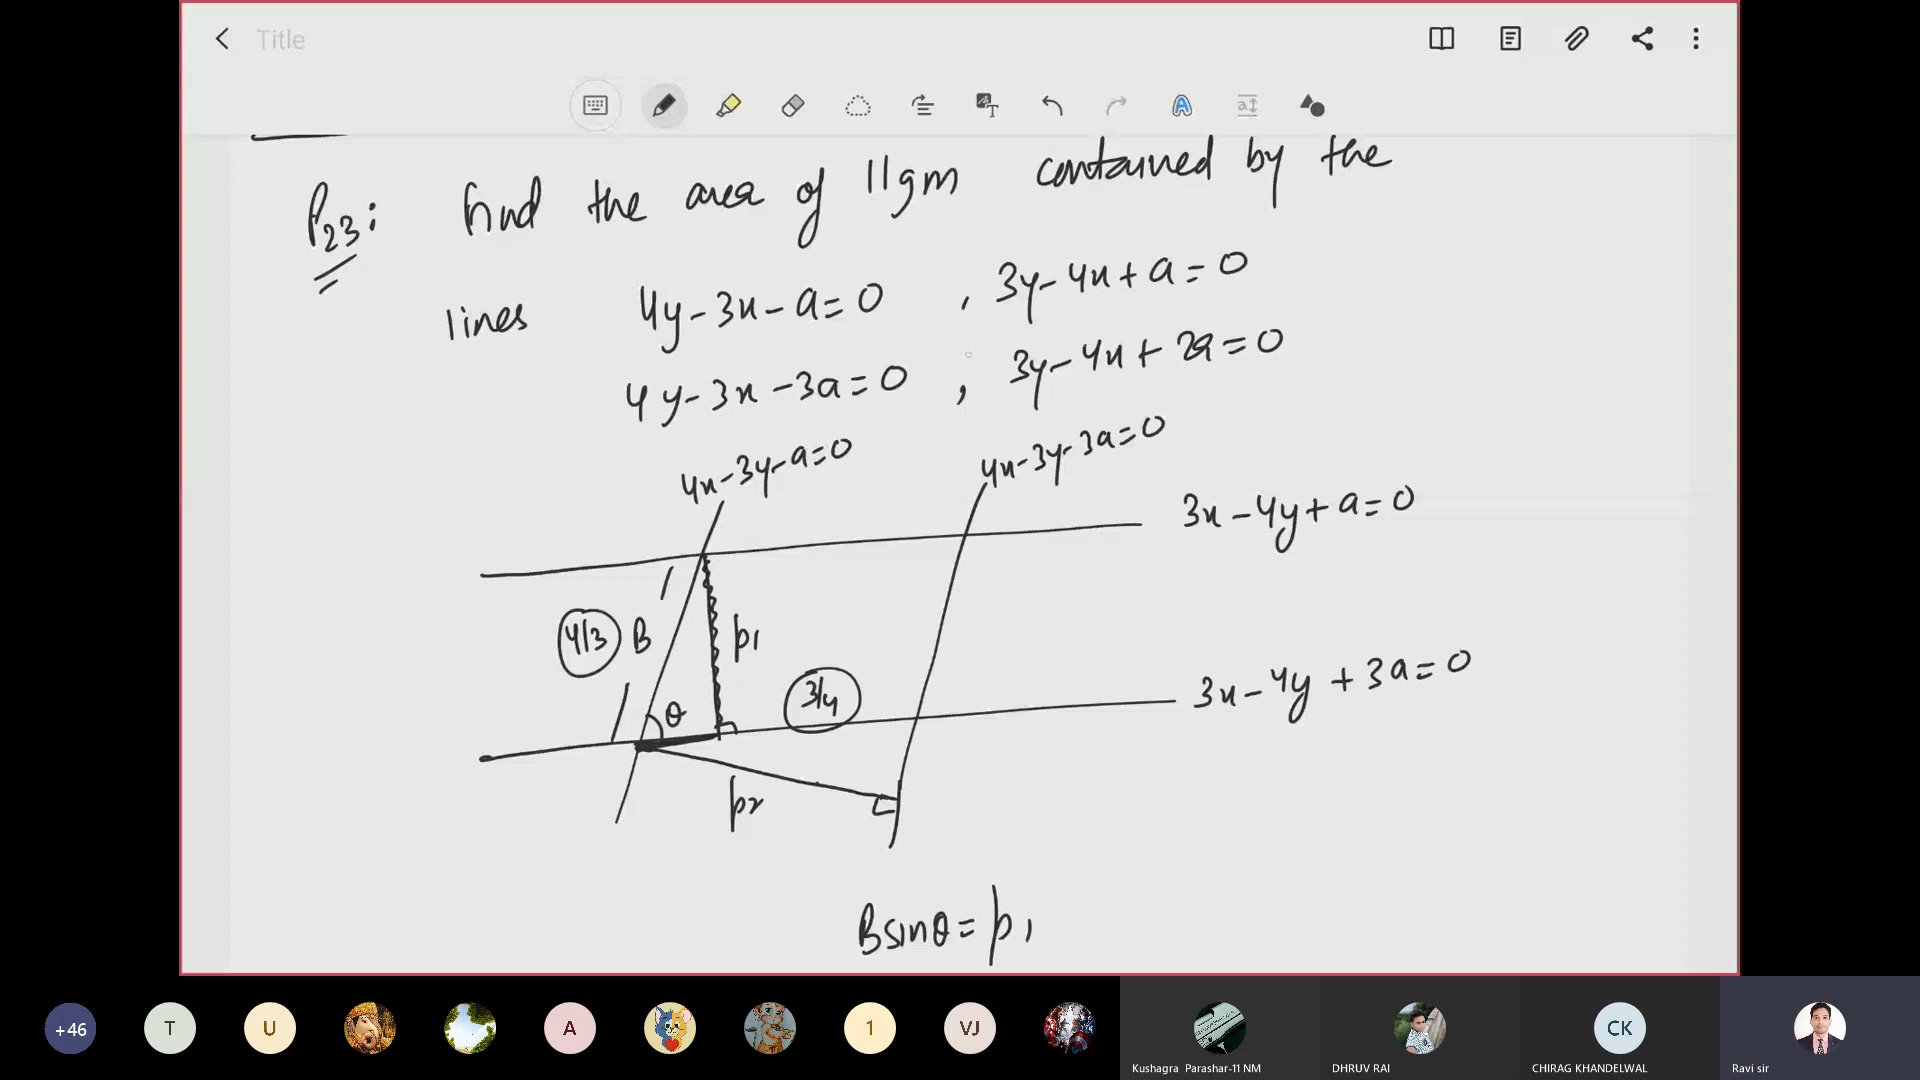 Title
P23: find the area of ||gm contained by the
lines 4y-3x-a=0 , 3y-4x+a=0
4y-3x-3a=0 , 3y-4x+2a=0
4x-3y-a=0
4x-3y-3a=0
3x-4y+a=0
4/3 B p1
θ 3/4
3x-4y+3a=0
p2
Bsinθ = p1
+46 T U A 1 VJ CK
Kushagra Parashar-11 NM DHRUV RAI CHIRAG KHANDELWAL Ravi sir